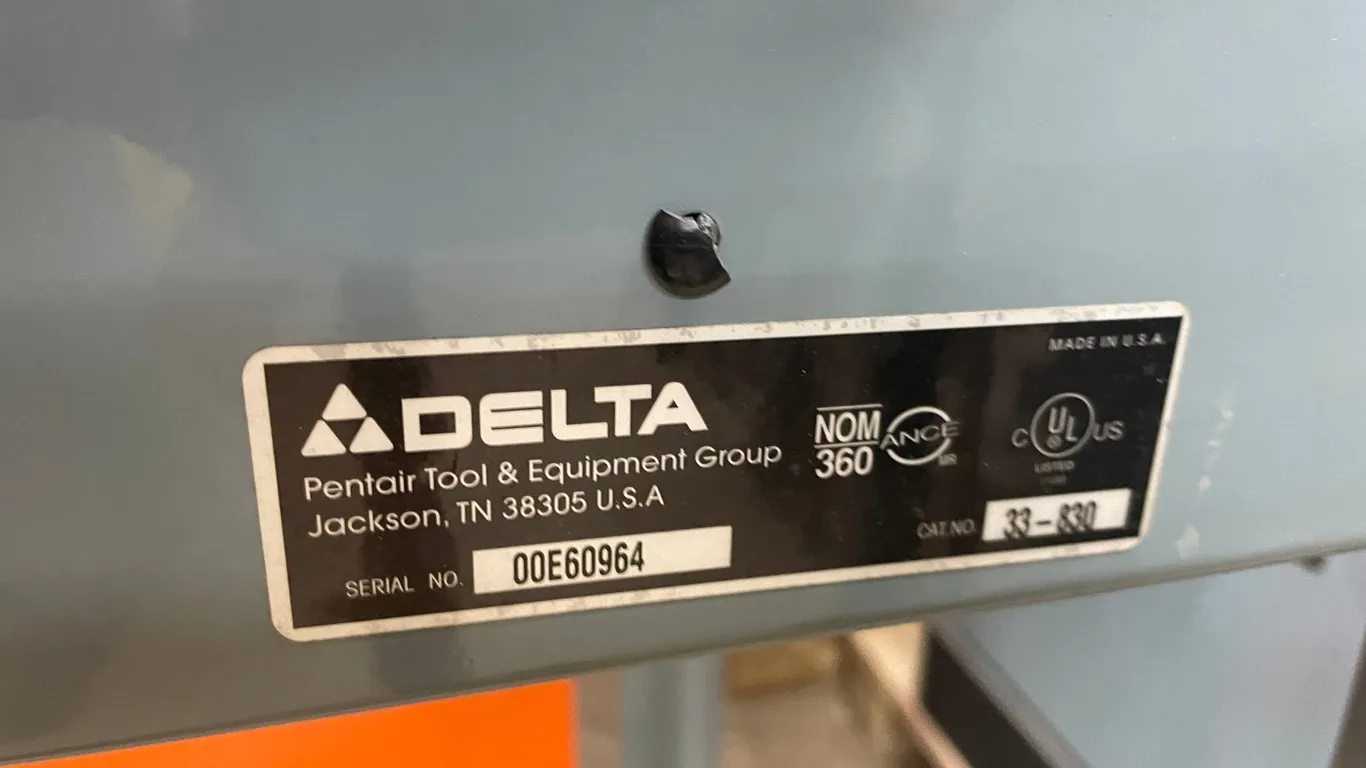 MADE IN U.S.A.
DELTA
Pentair Tool & Equipment Group
Jackson, TN 38305 U.S.A
SERIAL NO. 00E60964
NOM
360
ANCE
MR
C UL US
LISTED
CAT.NO. 33-830